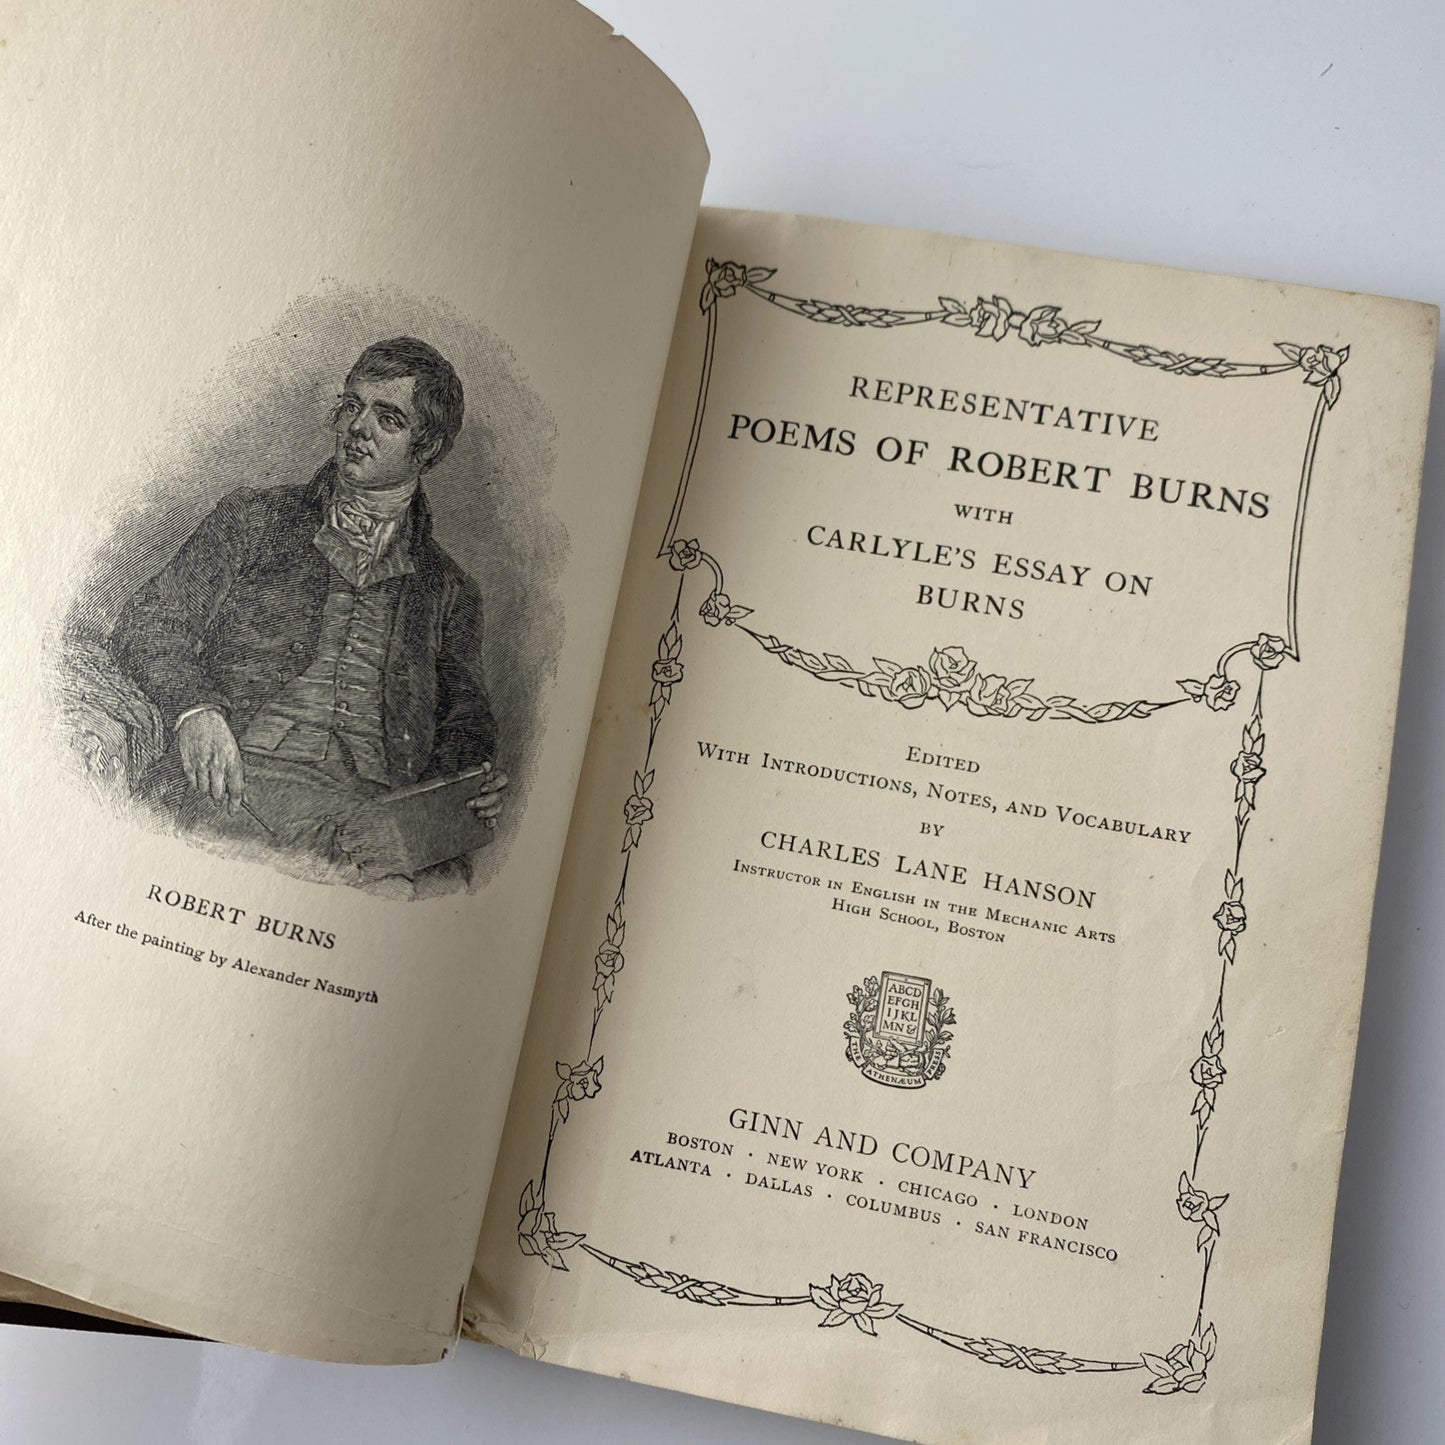 ROBERT BURNS
After the painting by Alexander Nasmyth
REPRESENTATIVE
POEMS OF ROBERT BURNS
WITH
CARLYLE'S ESSAY ON
BURNS
EDITED
WITH INTRODUCTIONS, NOTES, AND VOCABULARY
BY
CHARLES LANE HANSON
INSTRUCTOR IN ENGLISH IN THE MECHANIC ARTS
HIGH SCHOOL, BOSTON
ABCD
EFGH
IJKL
MN&
THE ATHENÆUM PRESS
GINN AND COMPANY
BOSTON · NEW YORK · CHICAGO · LONDON
ATLANTA · DALLAS · COLUMBUS · SAN FRANCISCO